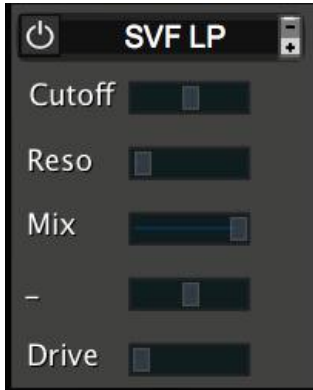 SVF LP
Cutoff
Reso
Mix
–
Drive